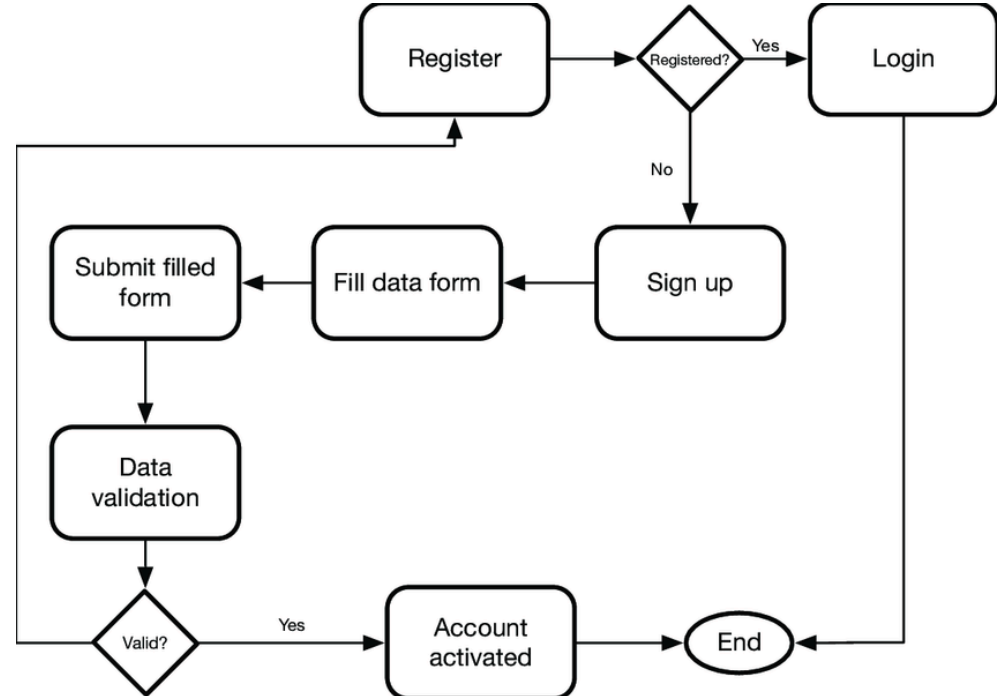 Register
Registered?
Yes
Login
No
Submit filled
form
Fill data form
Sign up
Data
validation
Valid?
Yes
Account
activated
End